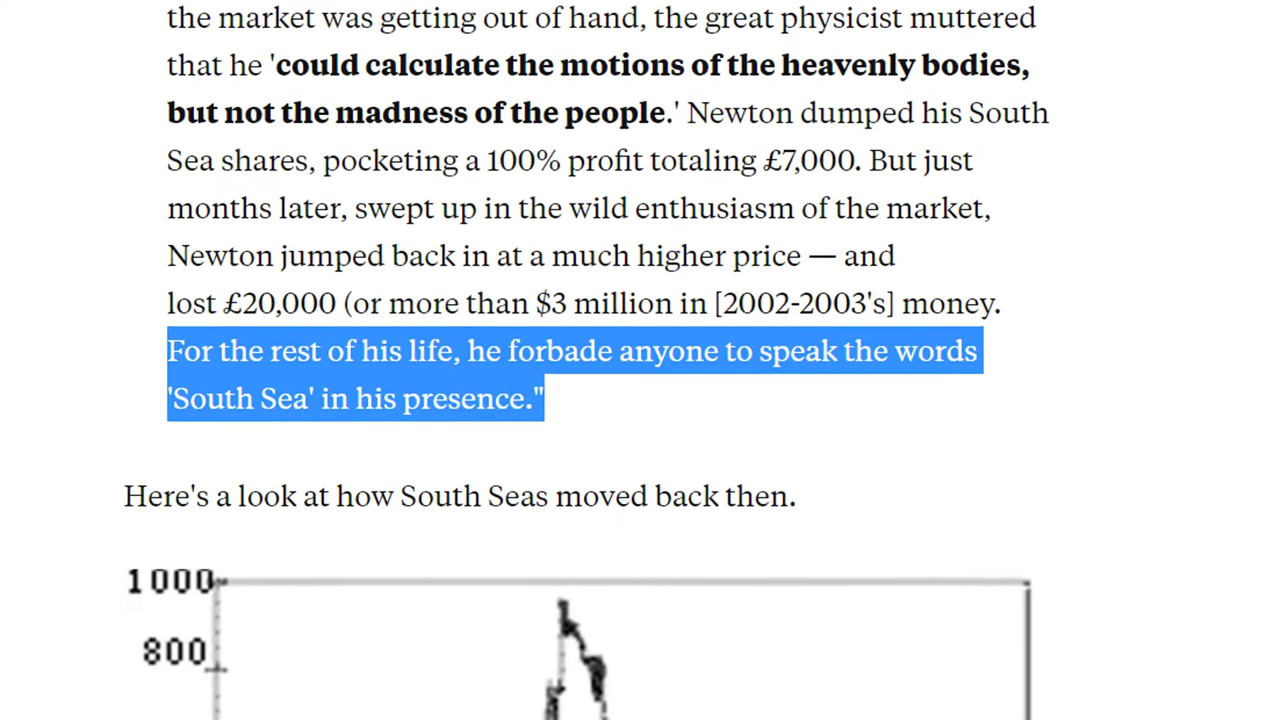 the market was getting out of hand, the great physicist muttered
that he 'could calculate the motions of the heavenly bodies,
but not the madness of the people.' Newton dumped his South
Sea shares, pocketing a 100% profit totaling £7,000. But just
months later, swept up in the wild enthusiasm of the market,
Newton jumped back in at a much higher price — and
lost £20,000 (or more than $3 million in [2002-2003's] money.
For the rest of his life, he forbade anyone to speak the words
'South Sea' in his presence."
Here's a look at how South Seas moved back then.
1000
800